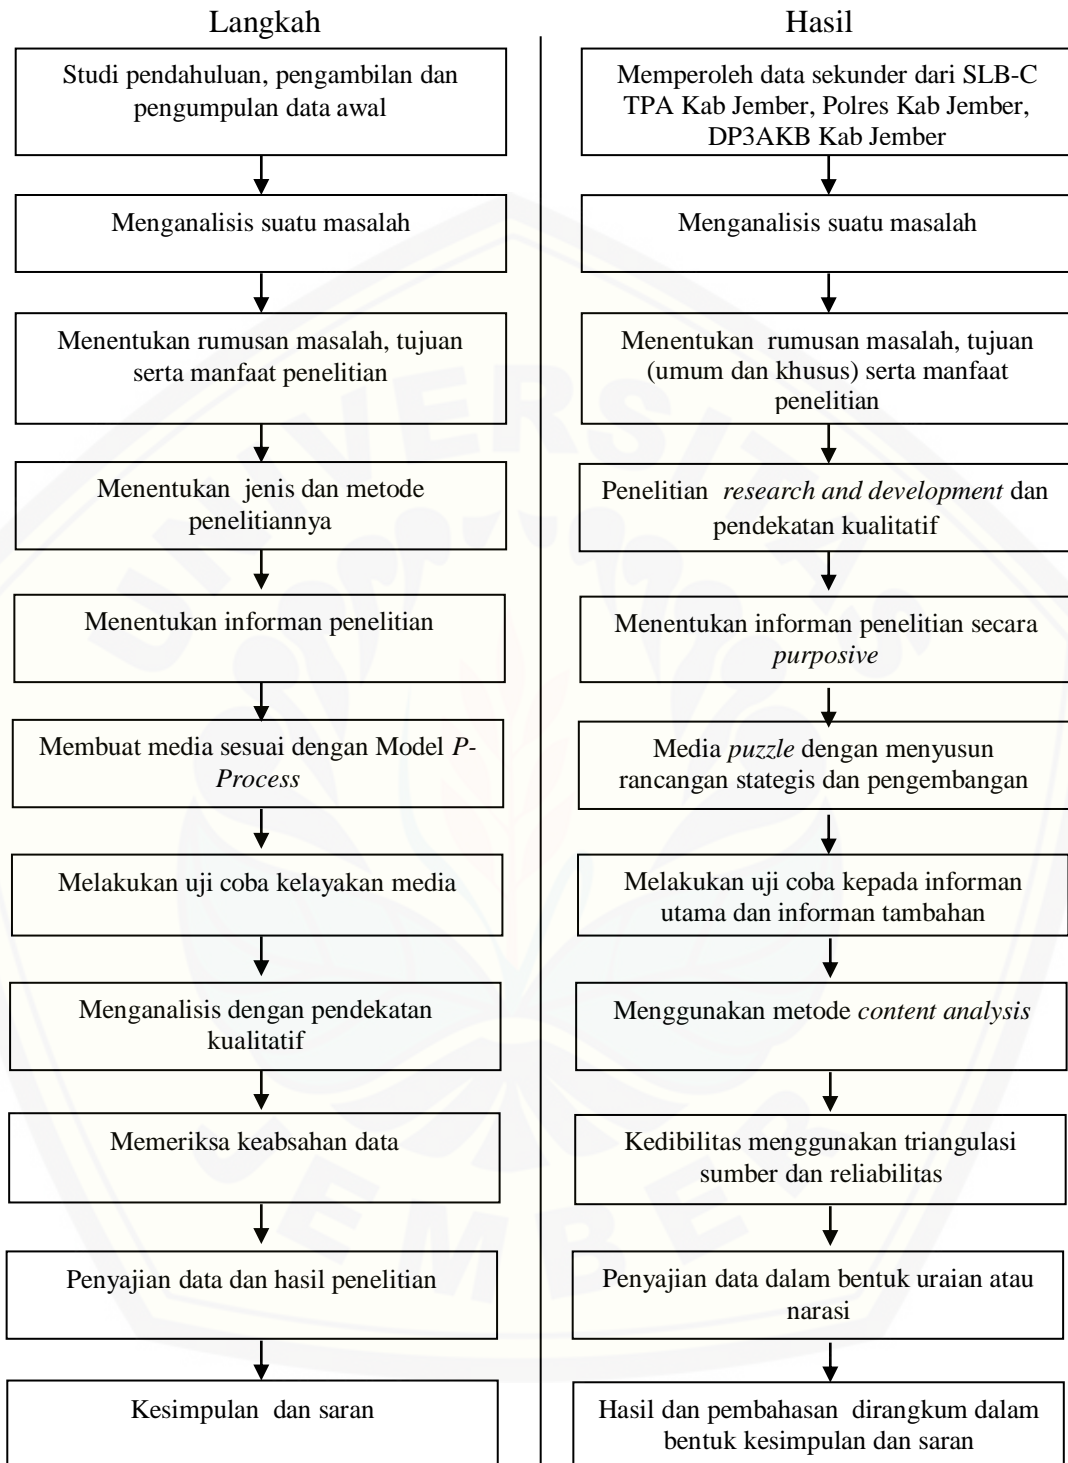 Langkah
Studi pendahuluan, pengambilan dan
pengumpulan data awal
Menganalisis suatu masalah
Menentukan rumusan masalah, tujuan
serta manfaat penelitian
Menentukan jenis dan metode
penelitiannya
Menentukan informan penelitian
Membuat media sesuai dengan Model P-
Process
Melakukan uji coba kelayakan media
Menganalisis dengan pendekatan
kualitatif
Memeriksa keabsahan data
Penyajian data dan hasil penelitian
Kesimpulan dan saran
Hasil
Memperoleh data sekunder dari SLB-C
TPA Kab Jember, Polres Kab Jember,
DP3AKB Kab Jember
Menganalisis suatu masalah
Menentukan rumusan masalah, tujuan
(umum dan khusus) serta manfaat
penelitian
Penelitian research and development dan
pendekatan kualitatif
Menentukan informan penelitian secara
purposive
Media puzzle dengan menyusun
rancangan stategis dan pengembangan
Melakukan uji coba kepada informan
utama dan informan tambahan
Menggunakan metode content analysis
Kedibilitas menggunakan triangulasi
sumber dan reliabilitas
Penyajian data dalam bentuk uraian atau
narasi
Hasil dan pembahasan dirangkum dalam
bentuk kesimpulan dan saran
UNIVERSITAS
JEMBER